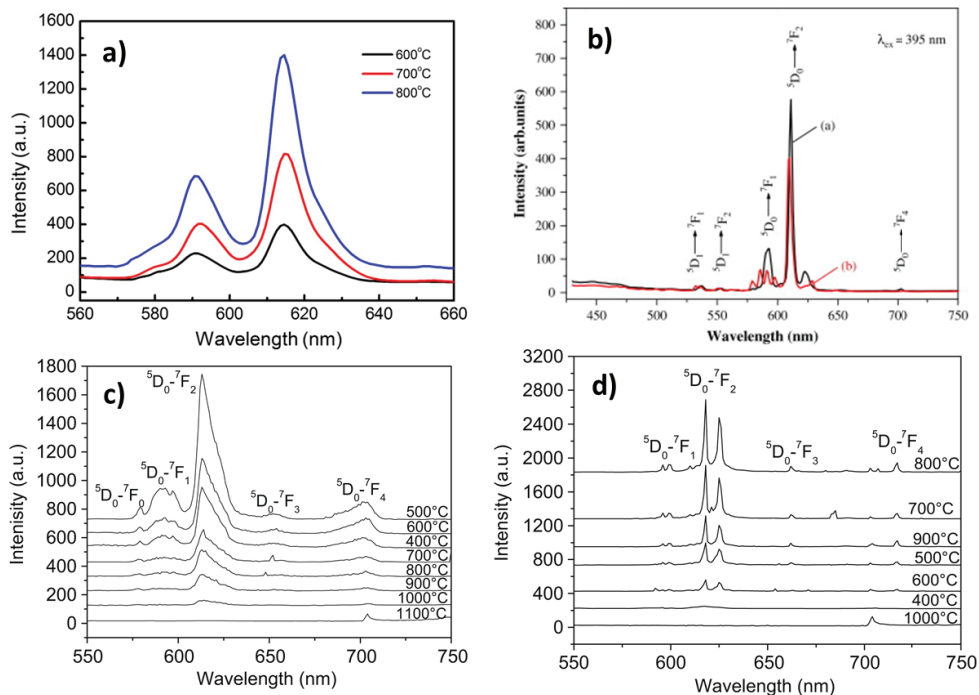 a)
600°C
700°C
800°C
1600
1400
1200
1000
800
600
400
200
0
Intensity (a.u.)
560 580 600 620 640 660
Wavelength (nm)
b)
λex = 395 nm
800
700
600
500
400
300
200
100
0
Intensity (arb.units)
⁵D₁ → ⁷F₁
⁵D₁ → ⁷F₂
⁵D₀ → ⁷F₁
⁵D₀ → ⁷F₂
⁵D₀ → ⁷F₄
(a)
(b)
450 500 550 600 650 700 750
Wavelength (nm)
c)
1800
1600
1400
1200
1000
800
600
400
200
0
Intenisity (a.u.)
⁵D₀-⁷F₂
⁵D₀-⁷F₁
⁵D₀-⁷F₀
⁵D₀-⁷F₃
⁵D₀-⁷F₄
500°C
600°C
400°C
700°C
800°C
900°C
1000°C
1100°C
550 600 650 700 750
Wavelength (nm)
d)
3200
2800
2400
2000
1600
1200
800
400
0
Intensity (a.u.)
⁵D₀-⁷F₂
⁵D₀-⁷F₁
⁵D₀-⁷F₃
⁵D₀-⁷F₄
800°C
700°C
900°C
500°C
600°C
400°C
1000°C
550 600 650 700 750
Wavelength (nm)